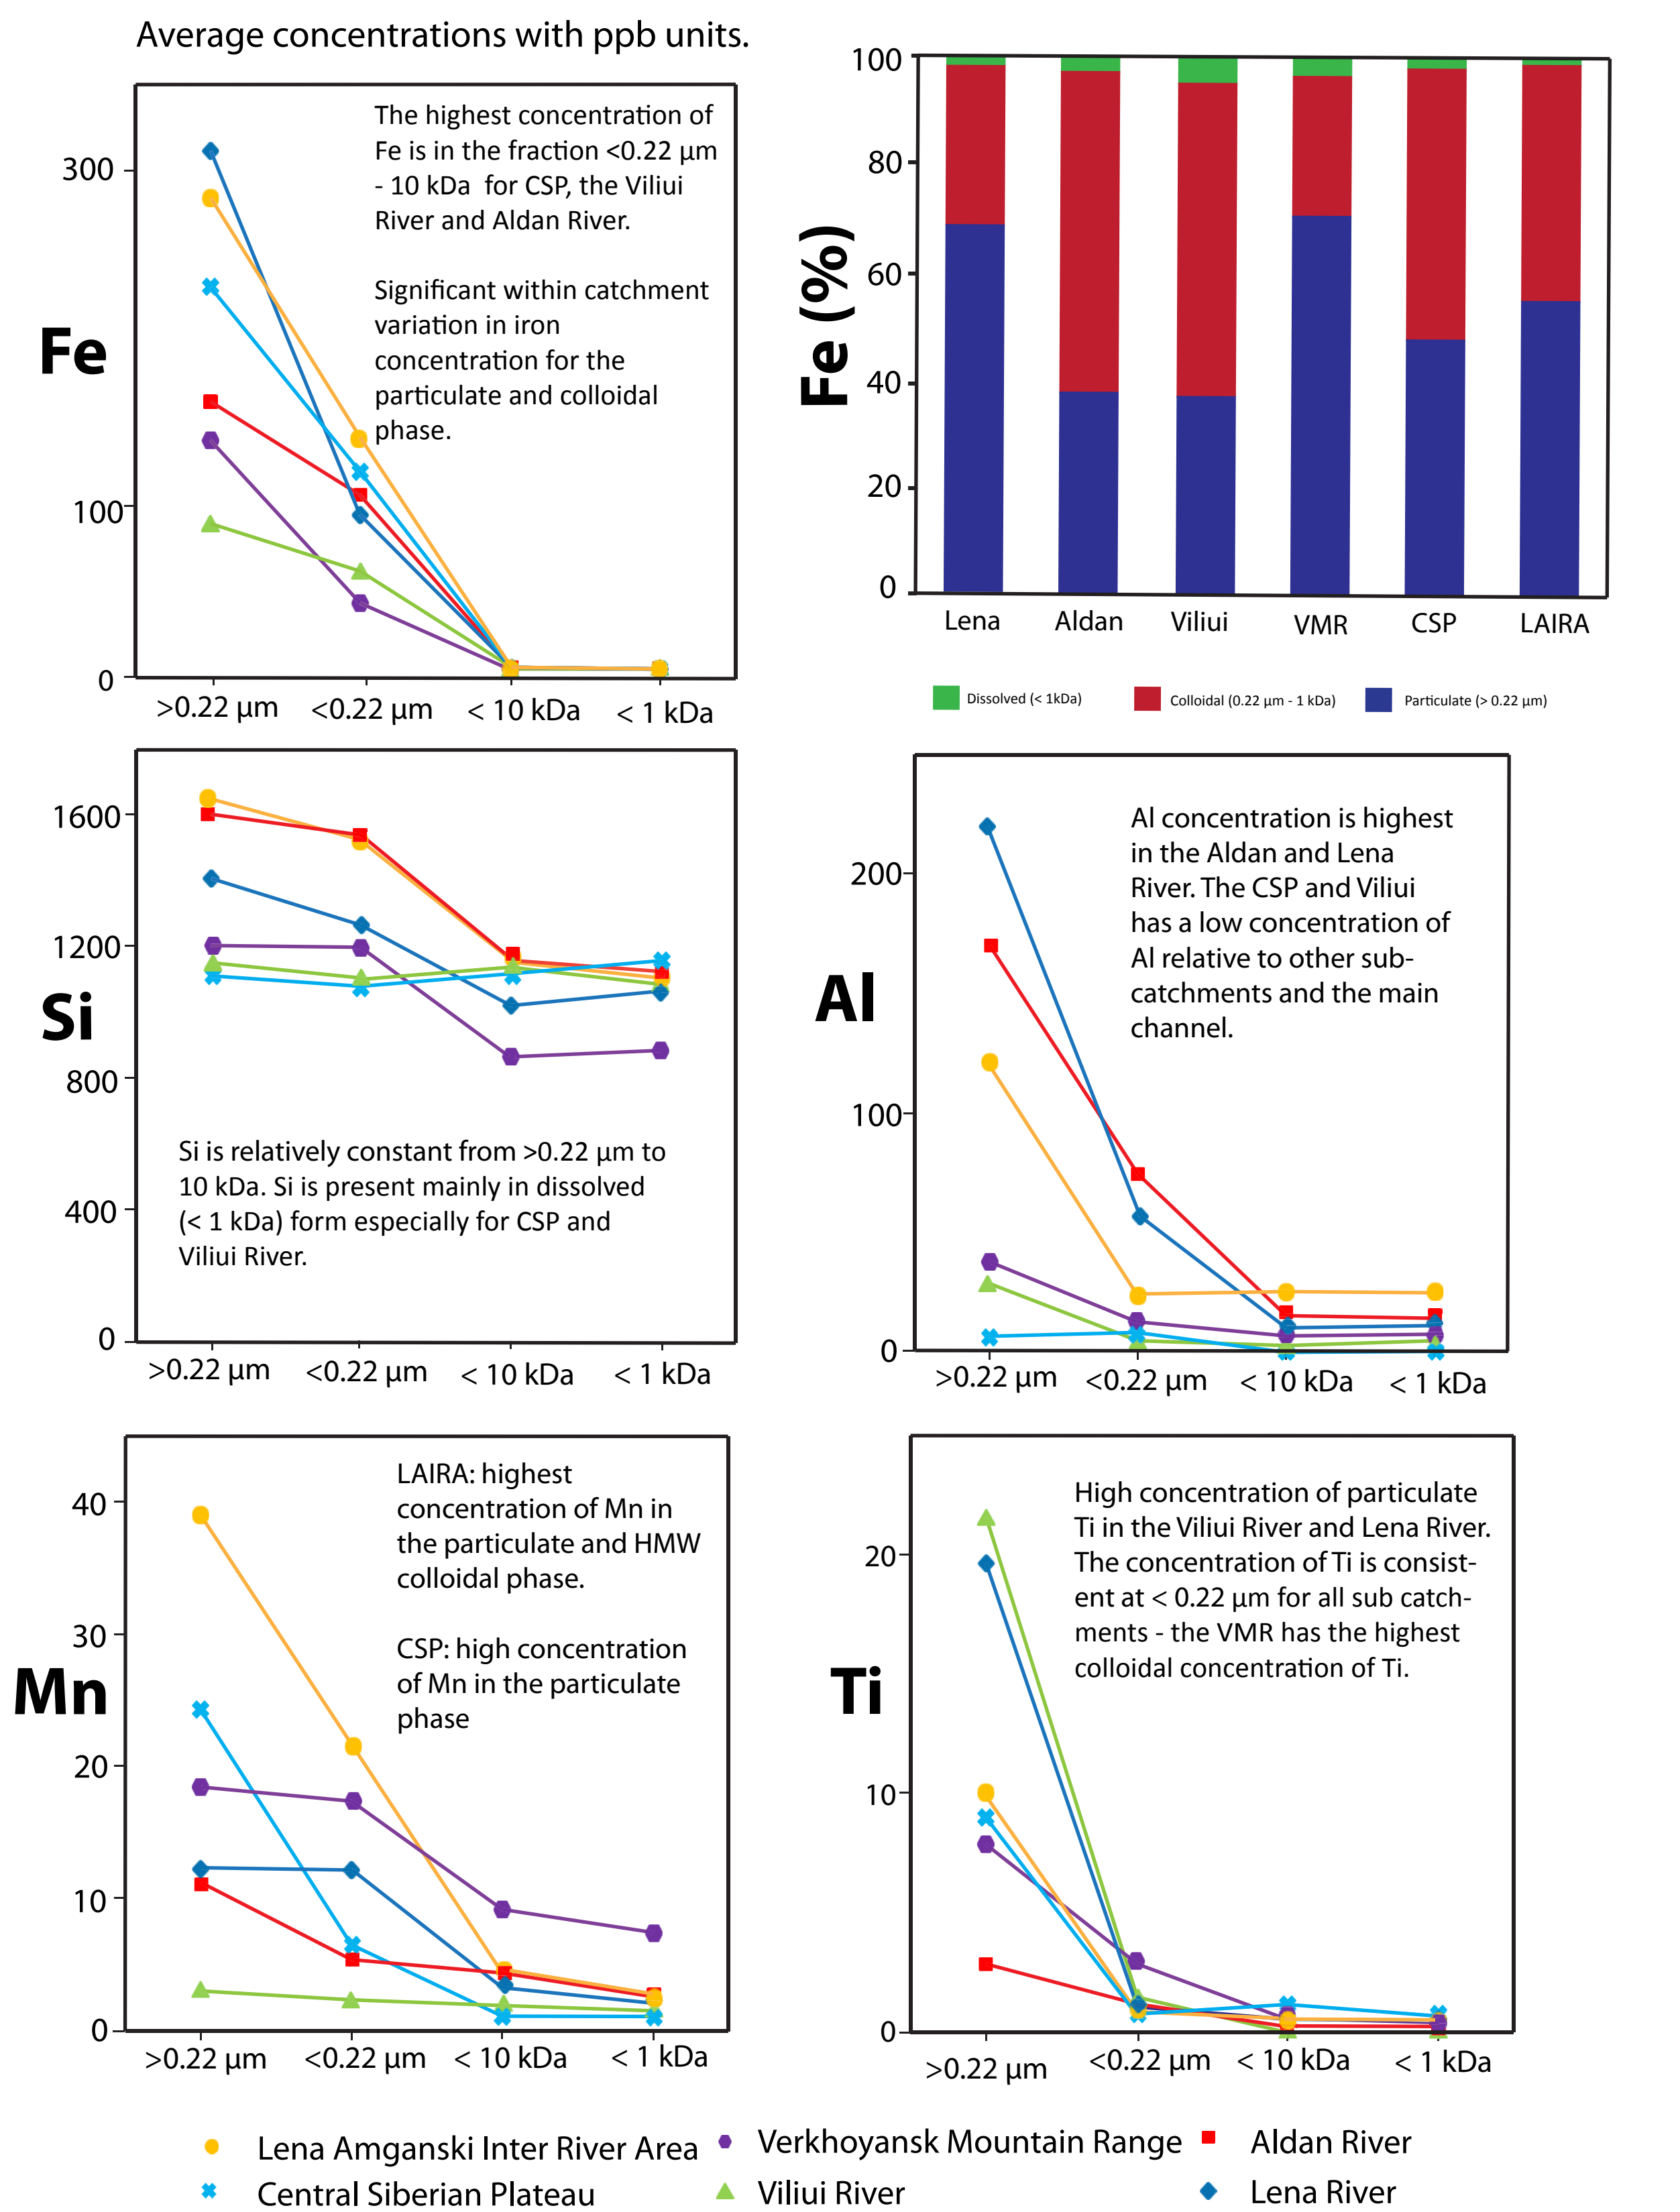 Average concentrations with ppb units.
Fe
300
100
0
The highest concentration of
Fe is in the fraction <0.22 µm
- 10 kDa for CSP, the Viliui
River and Aldan River.
Significant within catchment
variation in iron
concentration for the
particulate and colloidal
phase.
>0.22 µm <0.22 µm < 10 kDa < 1 kDa
Fe (%)
100
80
60
40
20
0
Lena Aldan Viliui VMR CSP LAIRA
Dissolved (< 1kDa) Colloidal (0.22 µm - 1 kDa) Particulate (> 0.22 µm)
Si
1600
1200
800
400
0
Si is relatively constant from >0.22 µm to
10 kDa. Si is present mainly in dissolved
(< 1 kDa) form especially for CSP and
Viliui River.
>0.22 µm <0.22 µm < 10 kDa < 1 kDa
Al
200
100
0
Al concentration is highest
in the Aldan and Lena
River. The CSP and Viliui
has a low concentration of
Al relative to other sub-
catchments and the main
channel.
>0.22 µm <0.22 µm < 10 kDa < 1 kDa
Mn
40
30
20
10
0
LAIRA: highest
concentration of Mn in
the particulate and HMW
colloidal phase.
CSP: high concentration
of Mn in the particulate
phase
>0.22 µm <0.22 µm < 10 kDa < 1 kDa
Ti
20
10
0
High concentration of particulate
Ti in the Viliui River and Lena River.
The concentration of Ti is consist-
ent at < 0.22 µm for all sub catch-
ments - the VMR has the highest
colloidal concentration of Ti.
>0.22 µm <0.22 µm < 10 kDa < 1 kDa
Lena Amganski Inter River Area Verkhoyansk Mountain Range Aldan River
Central Siberian Plateau Viliui River Lena River